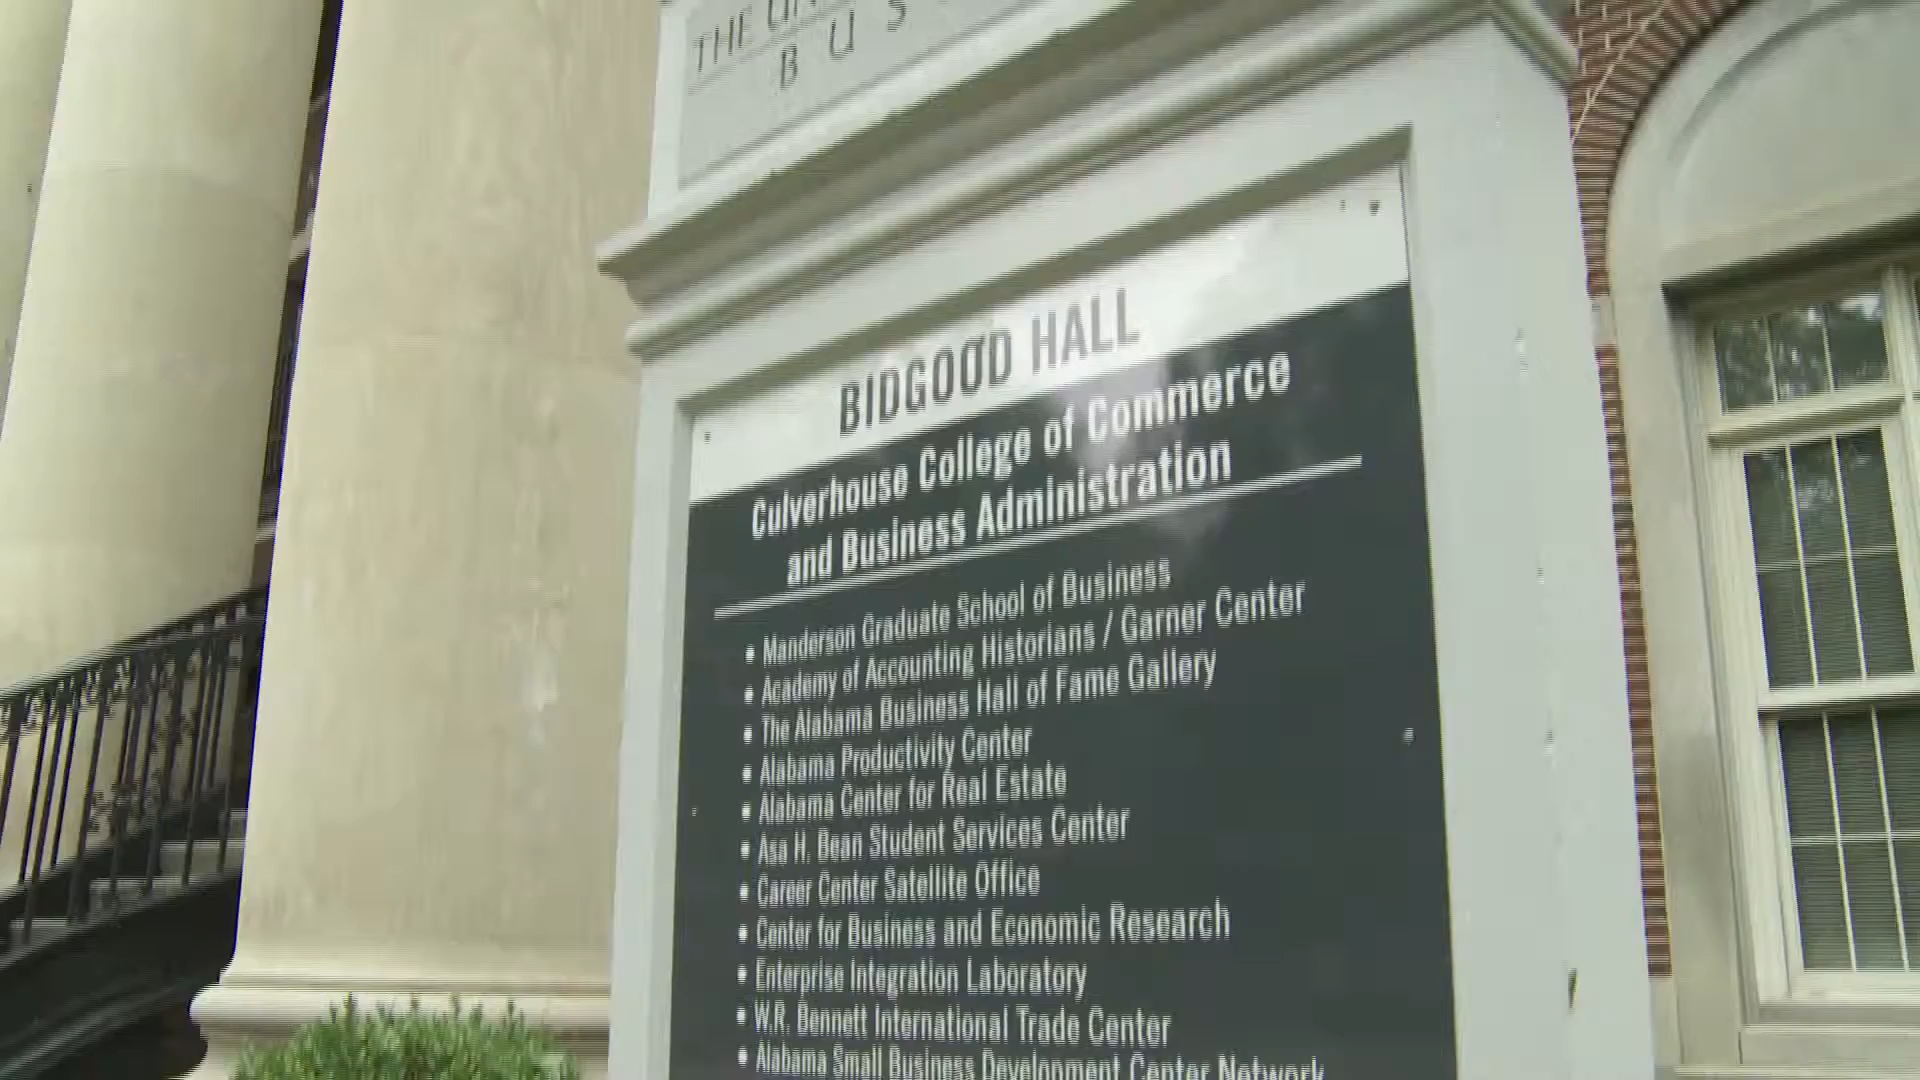 THE
BUS
BIDGOOD HALL
Culverhouse College of Commerce
and Business Administration
• Manderson Graduate School of Business
• Academy of Accounting Historians / Garner Center
• The Alabama Business Hall of Fame Gallery
• Alabama Productivity Center
• Alabama Center for Real Estate
• Asa H. Bean Student Services Center
• Career Center Satellite Office
• Center for Business and Economic Research
• Enterprise Integration Laboratory
• W.R. Bennett International Trade Center
• Alabama Small Business Development Center Network